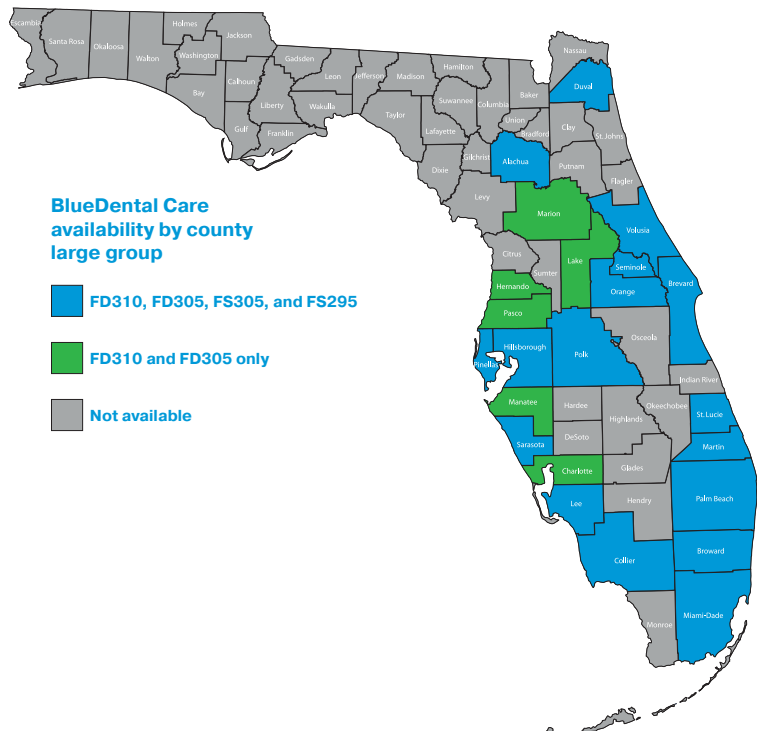 Escambia
Santa Rosa
Okaloosa
Walton
Holmes
Washington
Jackson
Bay
Calhoun
Gulf
Gadsden
Liberty
Franklin
Leon
Wakulla
Jefferson
Madison
Taylor
Hamilton
Suwannee
Lafayette
Dixie
Columbia
Gilchrist
Levy
Baker
Union
Bradford
Alachua
Nassau
Duval
Clay
St. Johns
Putnam
Flagler
Marion
Volusia
Citrus
Sumter
Lake
Seminole
Orange
Brevard
Hernando
Pasco
Osceola
Pinellas
Hillsborough
Polk
Indian River
Manatee
Hardee
Highlands
Okeechobee
St. Lucie
Sarasota
DeSoto
Martin
Charlotte
Glades
Lee
Hendry
Palm Beach
Collier
Broward
Monroe
Miami-Dade
BlueDental Care
availability by county
large group
FD310, FD305, FS305, and FS295
FD310 and FD305 only
Not available